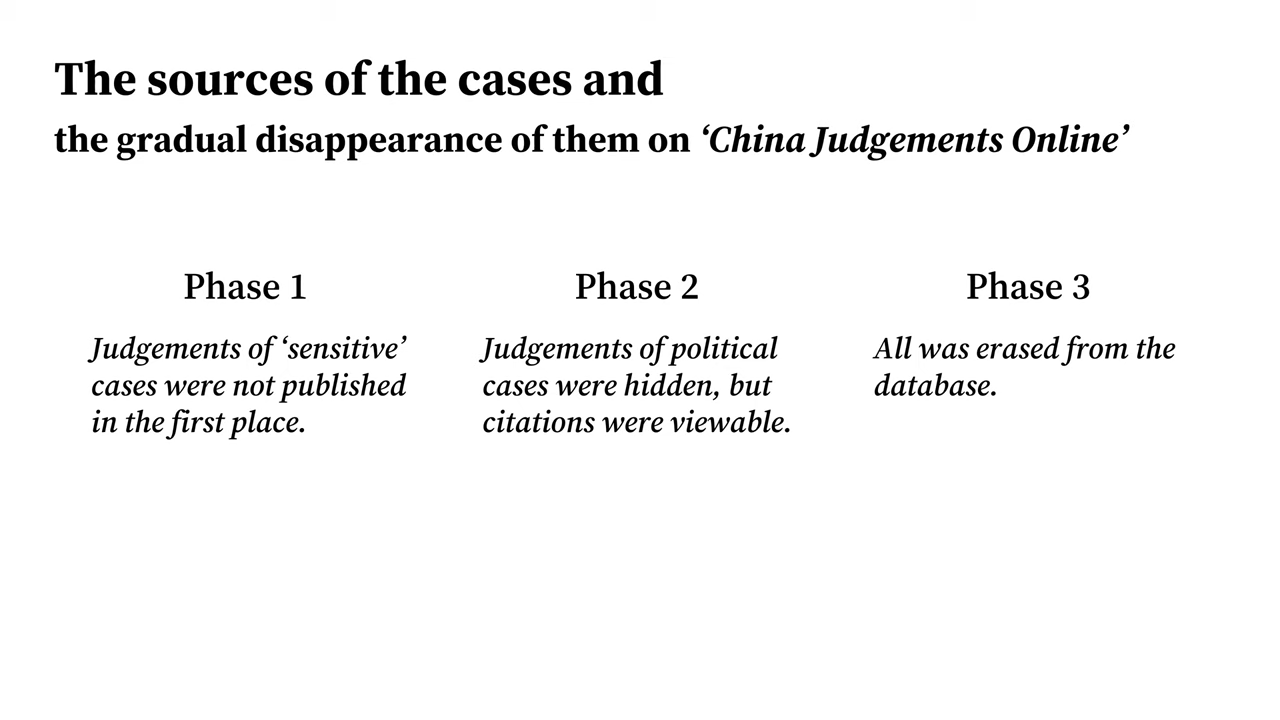 The sources of the cases and
the gradual disappearance of them on ‘China Judgements Online’
Phase 1
Judgements of ‘sensitive’
cases were not published
in the first place.
Phase 2
Judgements of political
cases were hidden, but
citations were viewable.
Phase 3
All was erased from the
database.